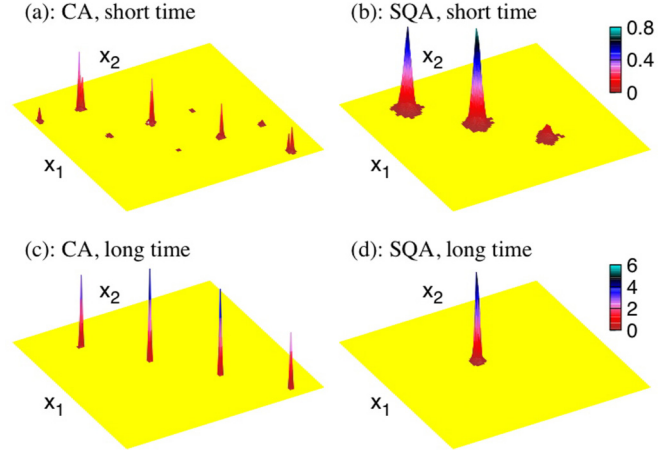 (a): CA, short time
(b): SQA, short time
x2
x2
0.8
0.4
0
x1
x1
(c): CA, long time
(d): SQA, long time
x2
x2
6
4
2
0
x1
x1